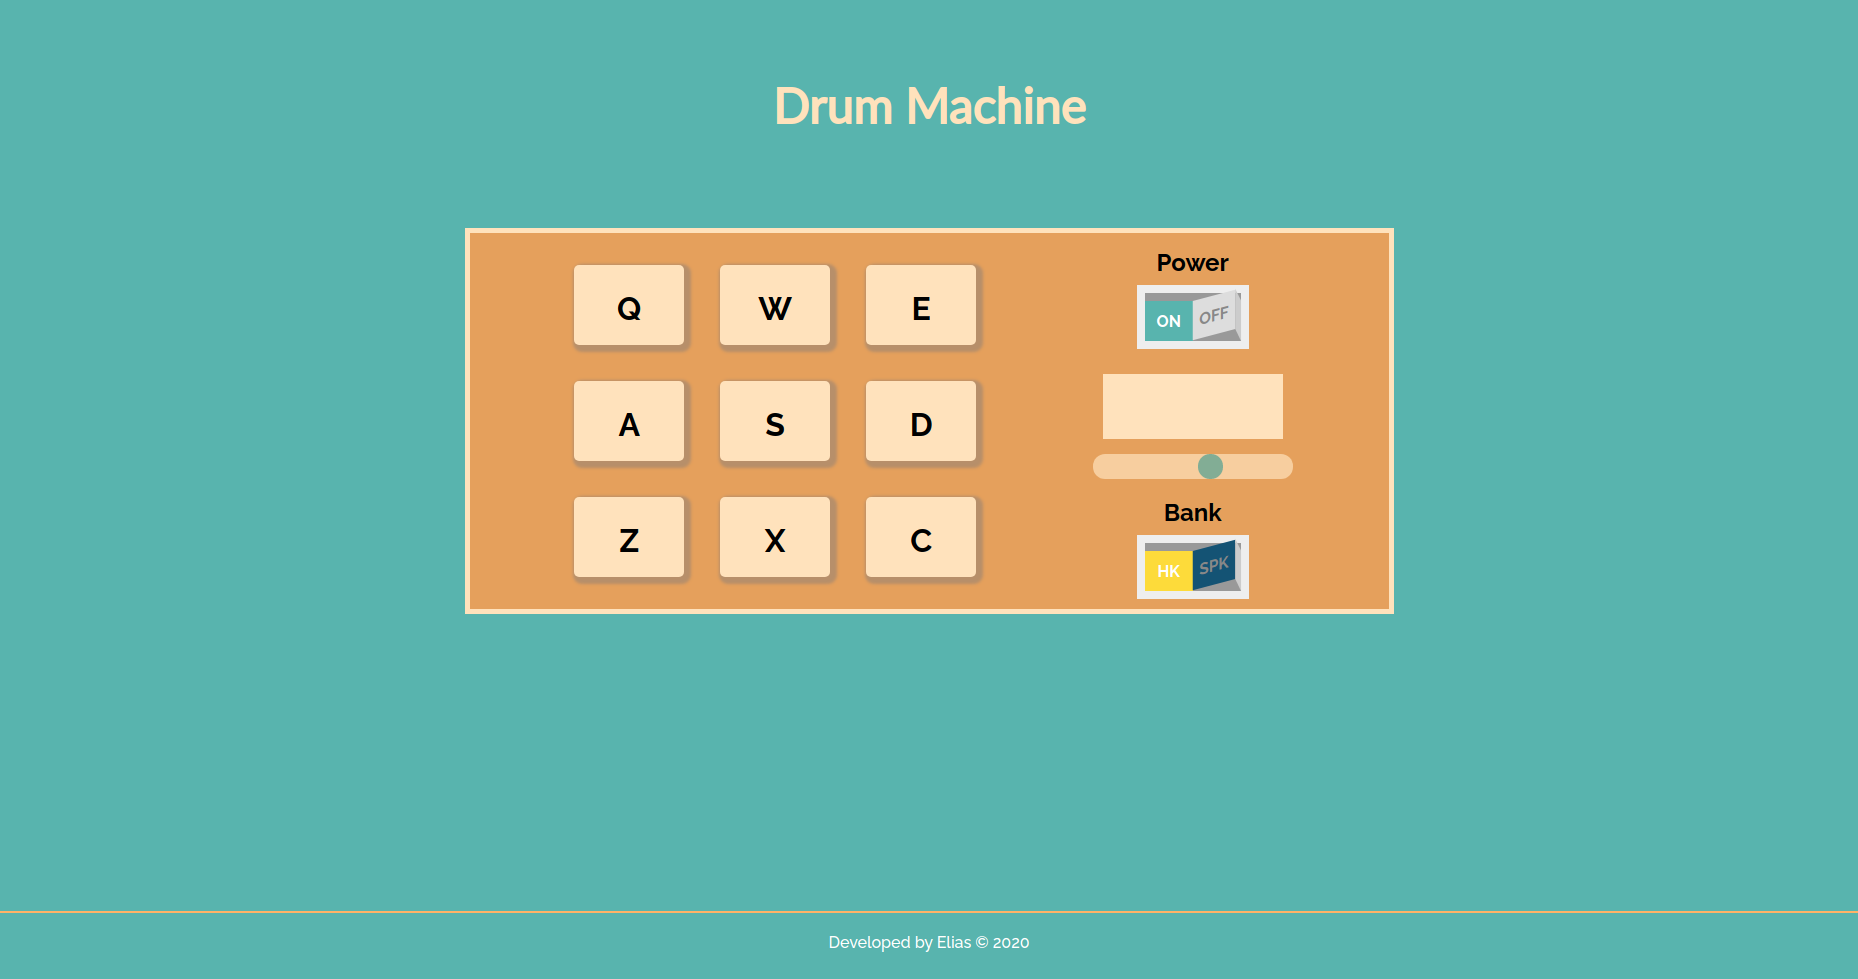 Drum Machine
Q W E
A S D
Z X C
Power
ON OFF
Bank
HK SPK
Developed by Elias © 2020